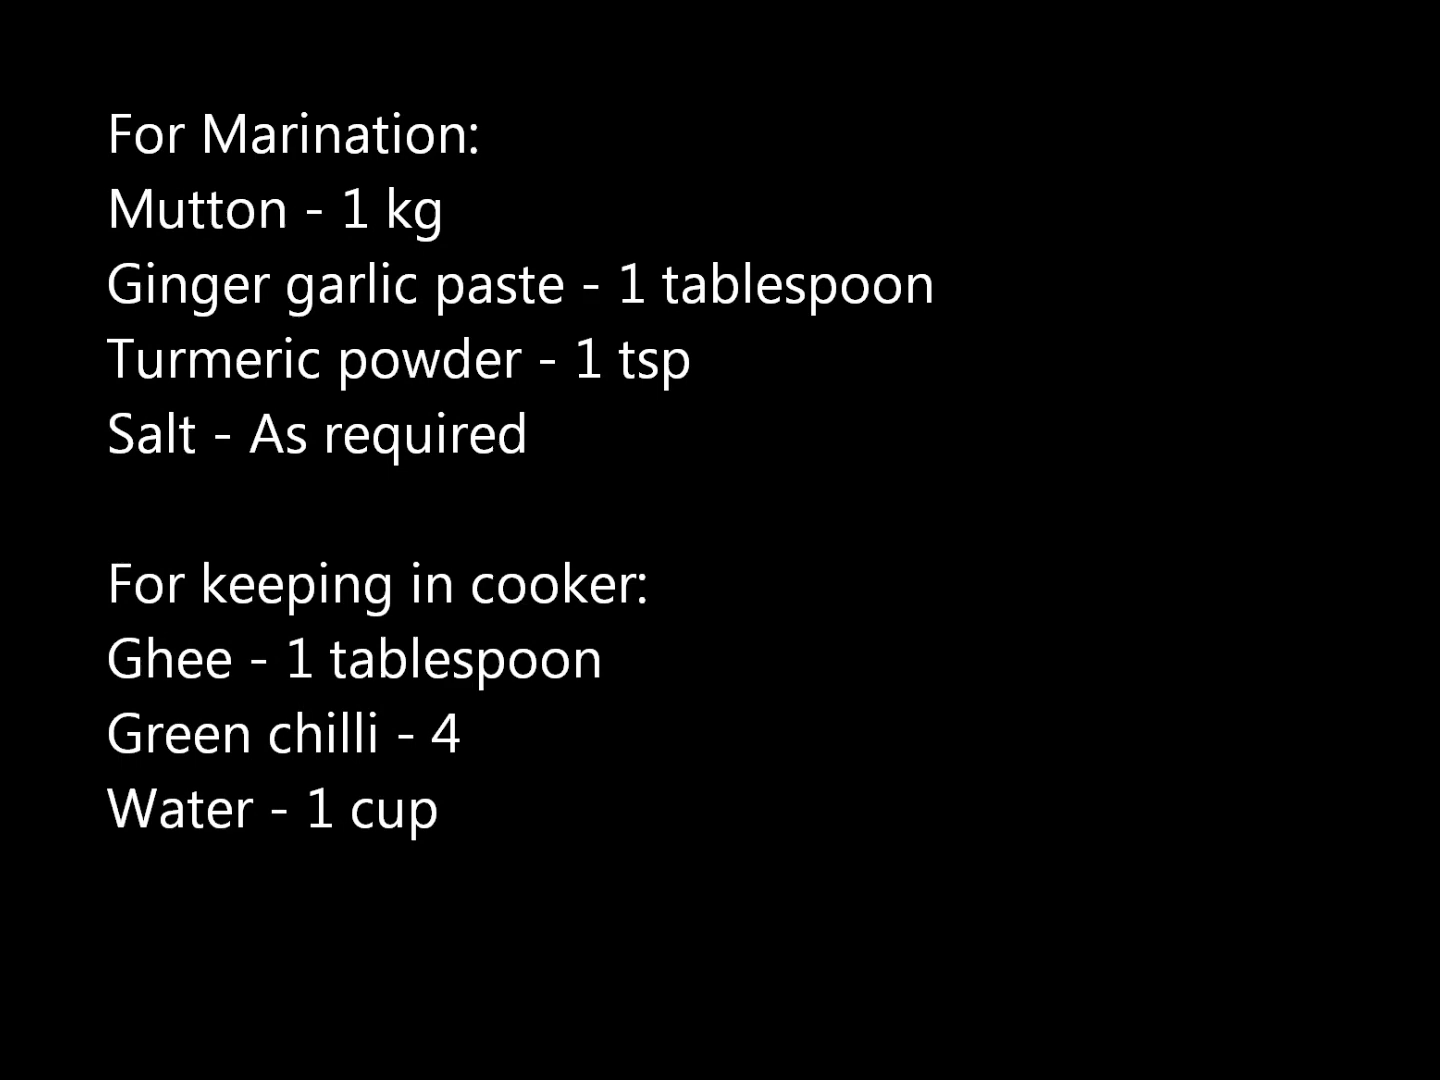 For Marination:
Mutton - 1 kg
Ginger garlic paste - 1 tablespoon
Turmeric powder - 1 tsp
Salt - As required
For keeping in cooker:
Ghee - 1 tablespoon
Green chilli - 4
Water - 1 cup